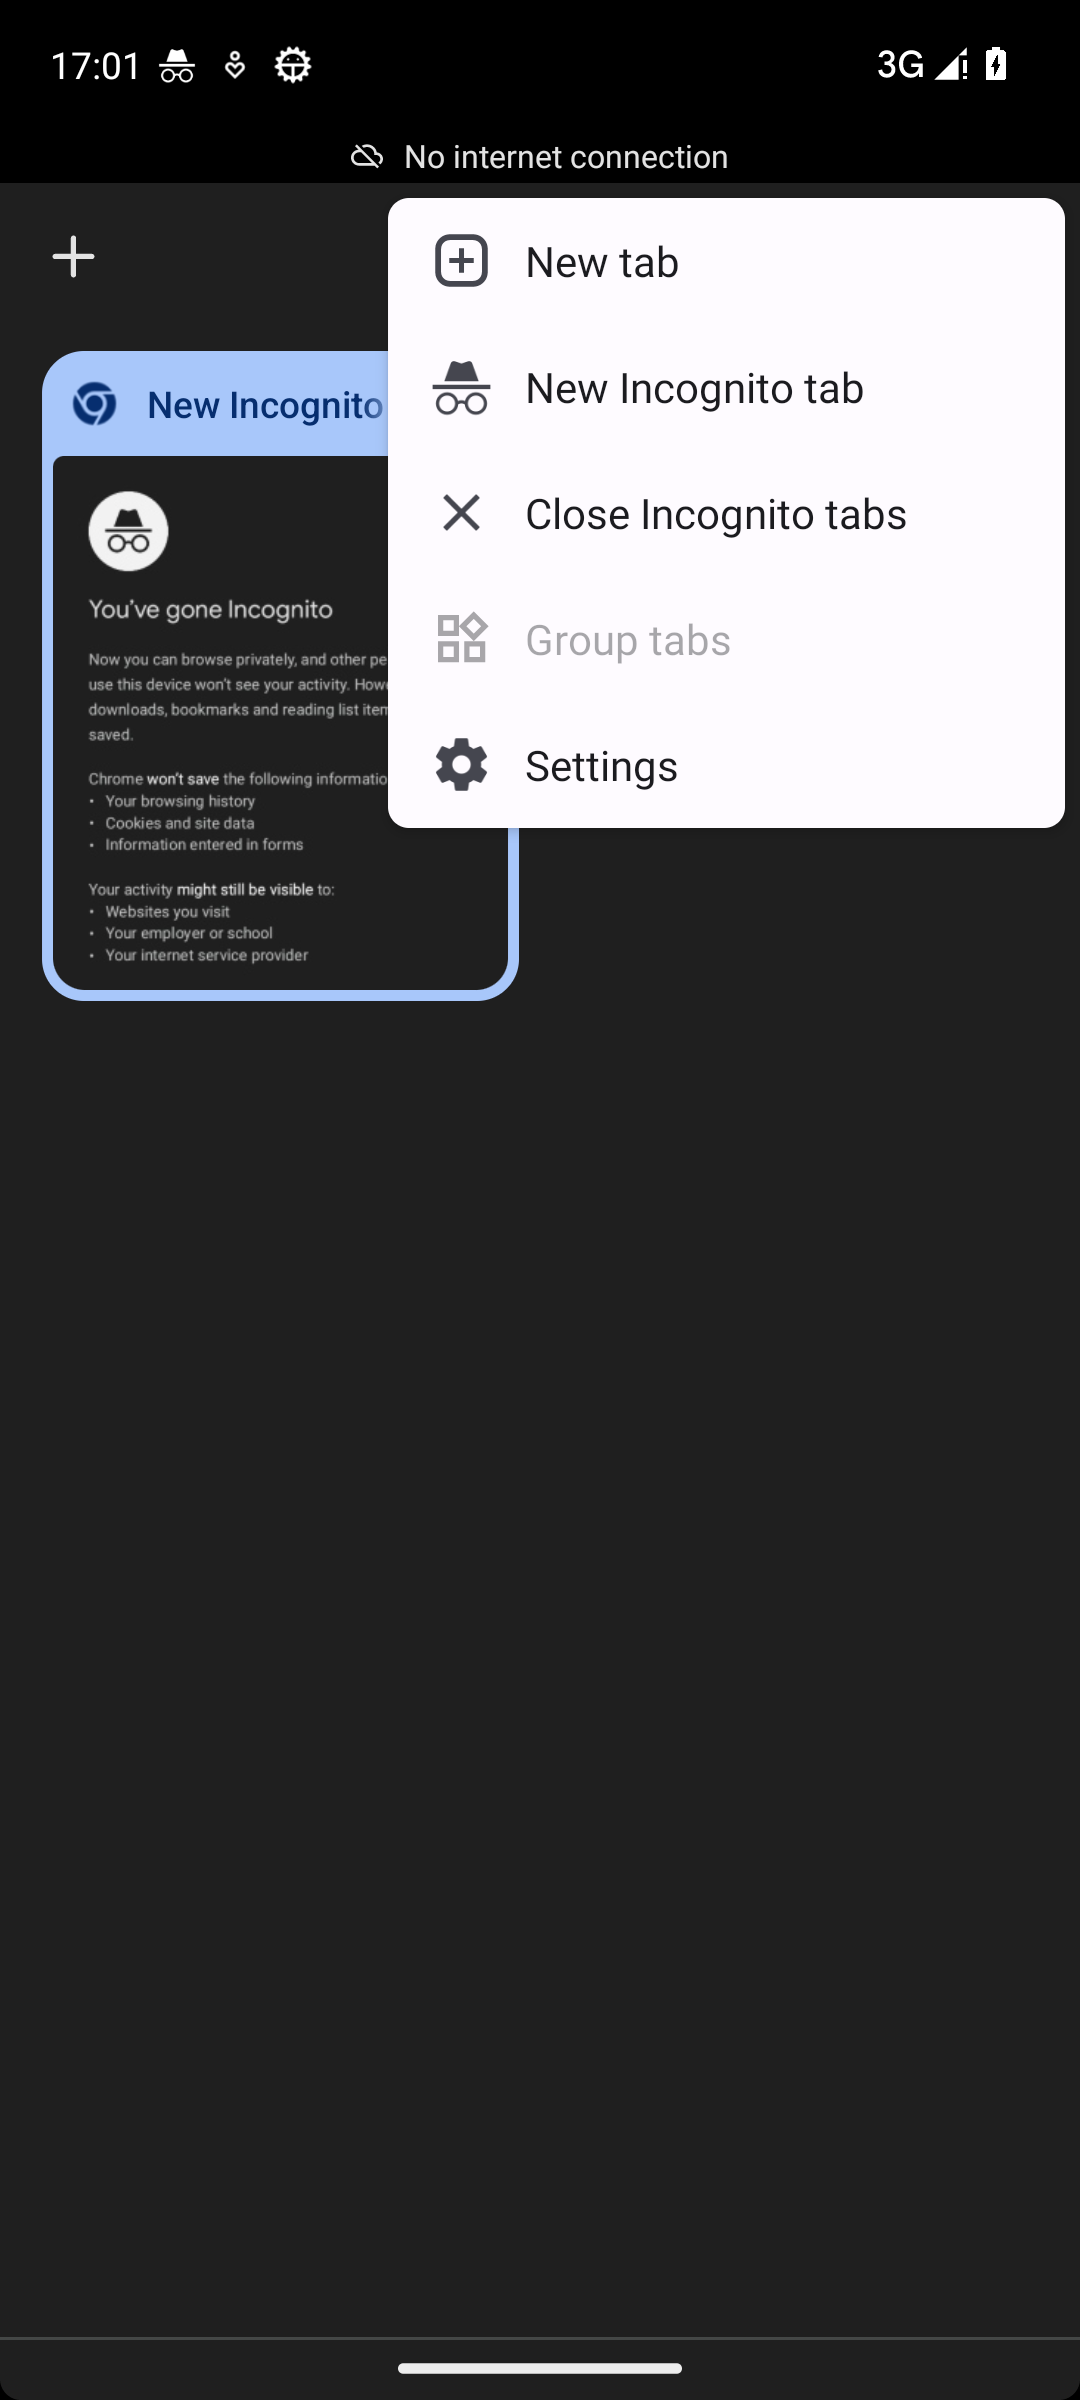 17:01
3G
No internet connection
New tab
New Incognito tab
Close Incognito tabs
Group tabs
Settings
New Incognito
You've gone Incognito
Now you can browse privately, and other pe
use this device won't see your activity. Howe
downloads, bookmarks and reading list item
saved.
Chrome won't save the following informatio
• Your browsing history
• Cookies and site data
• Information entered in forms
Your activity might still be visible to:
• Websites you visit
• Your employer or school
• Your internet service provider